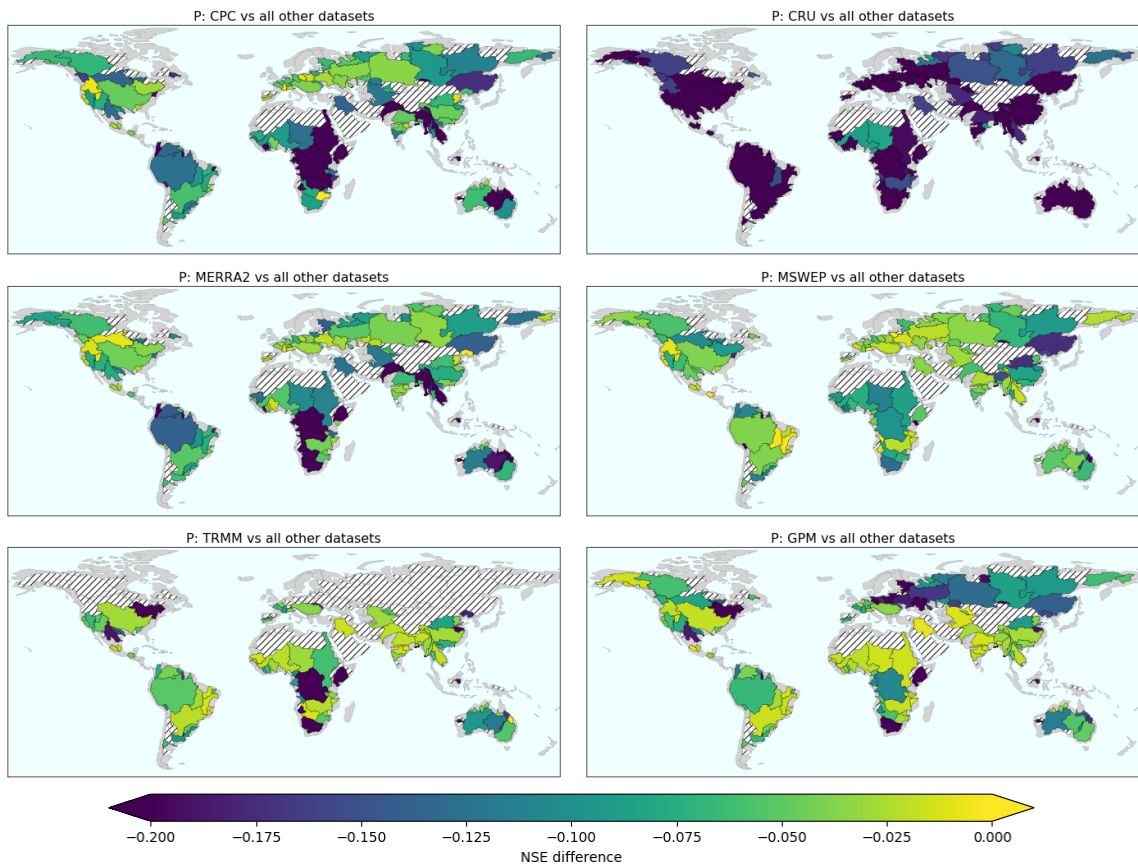 P: CPC vs all other datasets
P: CRU vs all other datasets
P: MERRA2 vs all other datasets
P: MSWEP vs all other datasets
P: TRMM vs all other datasets
P: GPM vs all other datasets
−0.200 −0.175 −0.150 −0.125 −0.100 −0.075 −0.050 −0.025 0.000
NSE difference